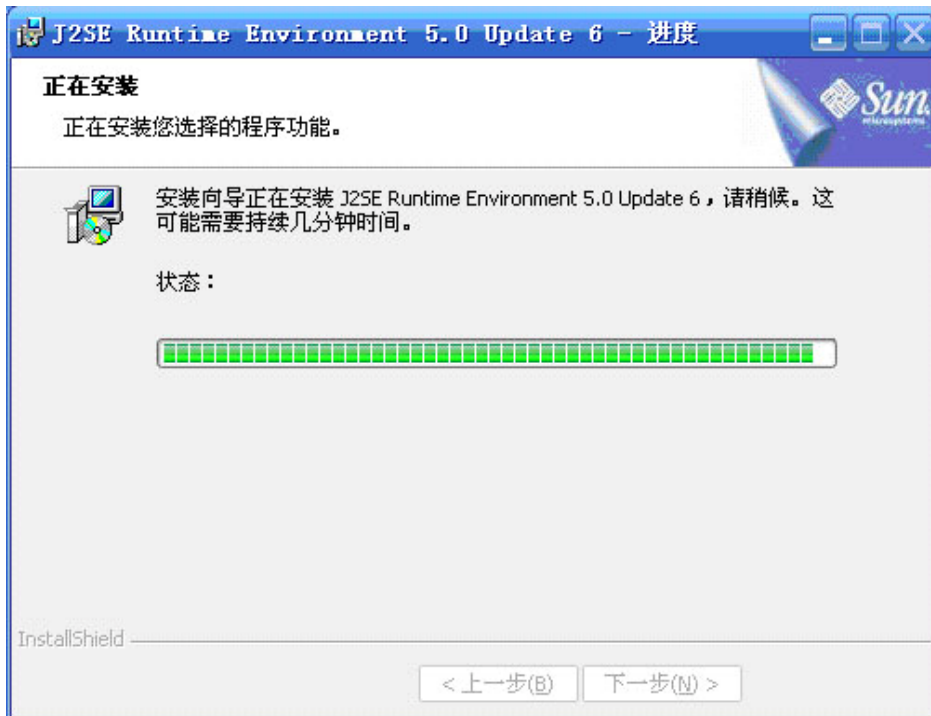 J2SE Runtime Environment 5.0 Update 6 - 进度
正在安装
正在安装您选择的程序功能。
Sun
microsystems
安装向导正在安装 J2SE Runtime Environment 5.0 Update 6，请稍候。这
可能需要持续几分钟时间。
状态：
InstallShield
< 上一步(B)
下一步(N) >